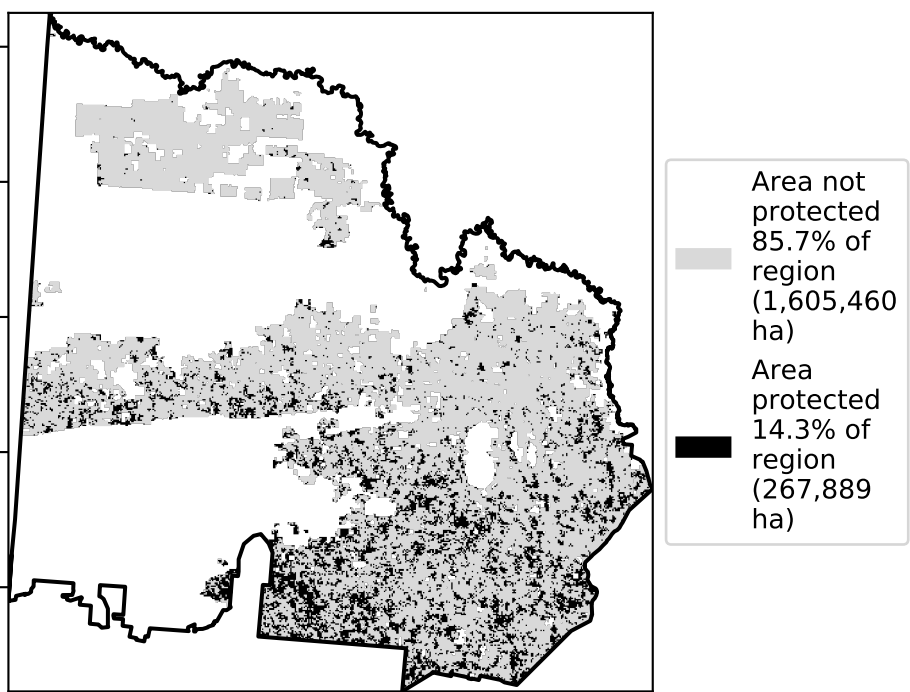 Area not
protected
85.7% of
region
(1,605,460
ha)
Area
protected
14.3% of
region
(267,889
ha)